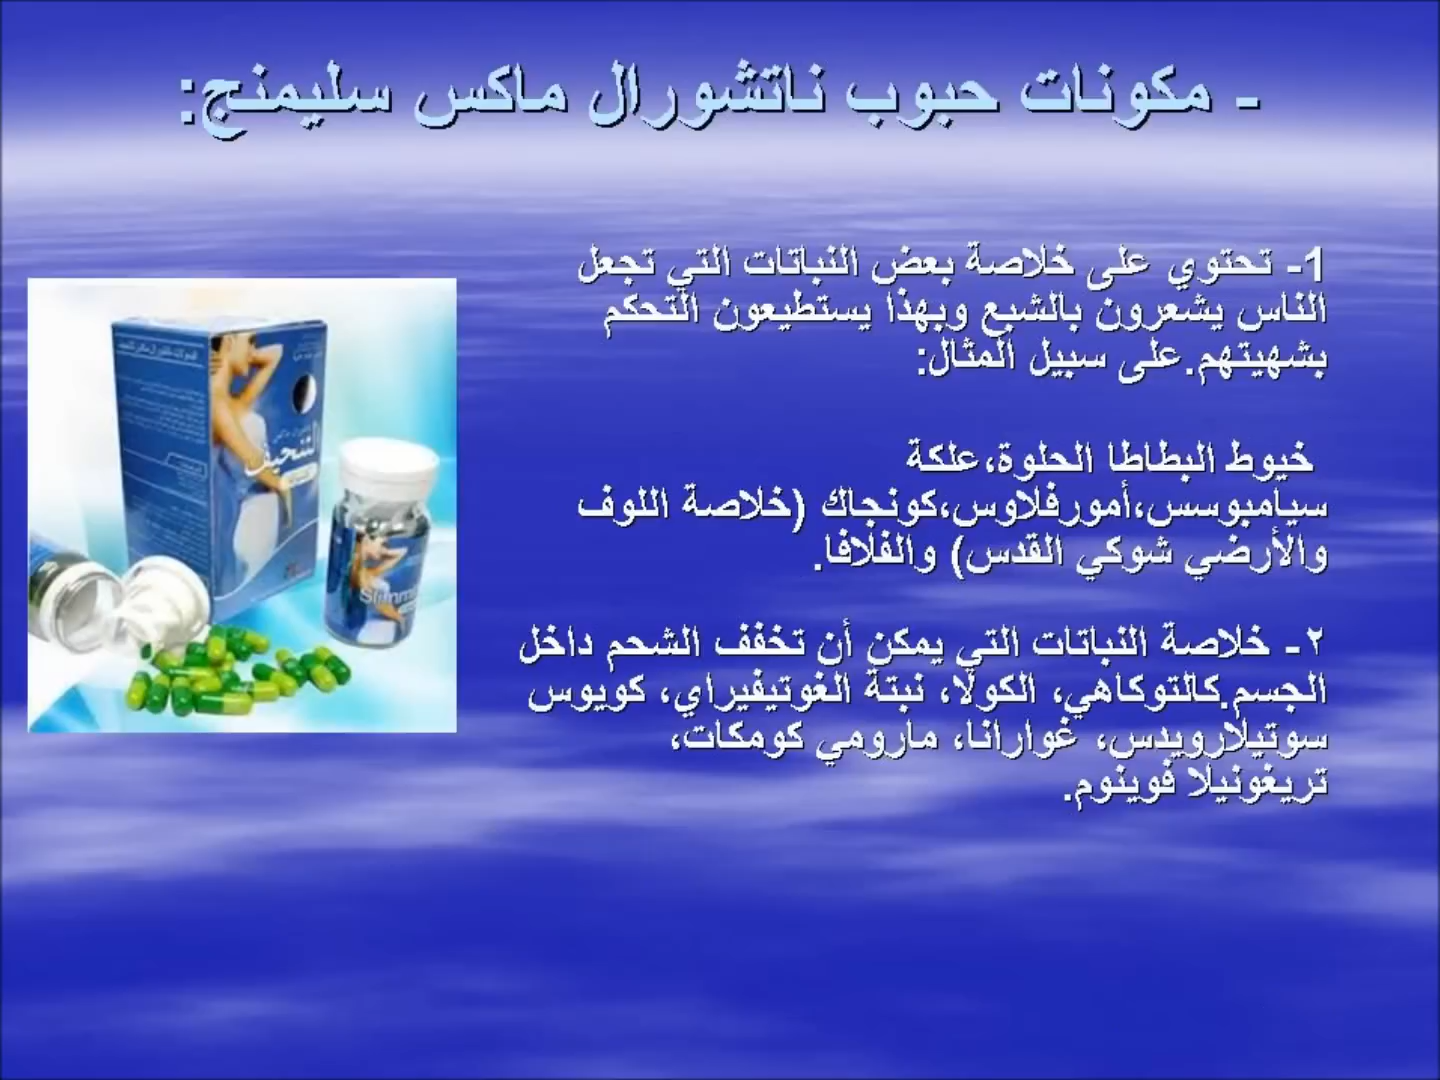 - مكونات حبوب ناتشورال ماكس سليمنج:
1- تحتوي على خلاصة بعض النباتات التي تجعل
الناس يشعرون بالشبع وبهذا يستطيعون التحكم
بشهيتهم.على سبيل المثال:
خيوط البطاطا الحلوة،علكة
سيامبوسس،أمورفلاوس،كونجاك (خلاصة اللوف
والأرضي شوكي القدس) والفلافا.
٢- خلاصة النباتات التي يمكن أن تخفف الشحم داخل
الجسم.كالتوكاهي، الكولا، نبتة الغوتيفيراي، كويوس
سوتيلارويدس، غوارانا، مارومي كومكات،
تريغونيلا فوينوم.
للتنحيف
Slimm